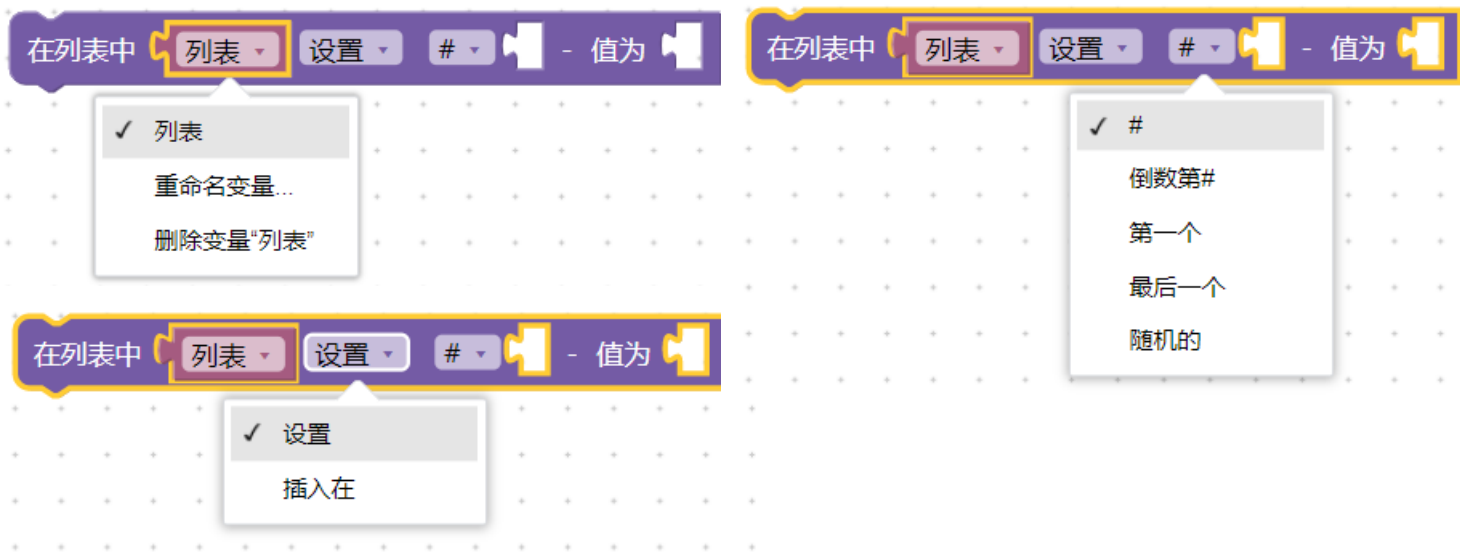 在列表中 列表 设置 # - 值为
列表
重命名变量...
删除变量“列表”
在列表中 列表 设置 # - 值为
设置
插入在
在列表中 列表 设置 # - 值为
#
倒数第#
第一个
最后一个
随机的